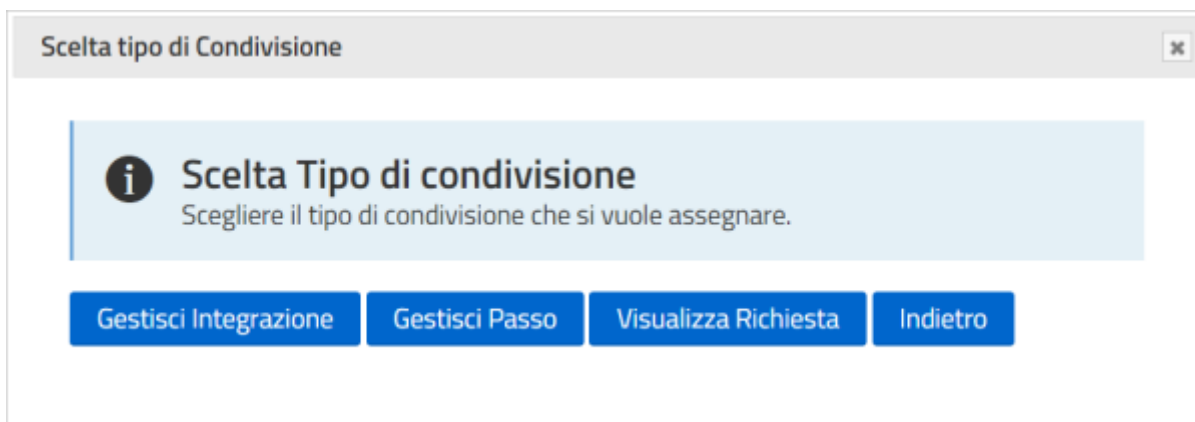 Scelta tipo di Condivisione
Scelta Tipo di condivisione
Scegliere il tipo di condivisione che si vuole assegnare.
Gestisci Integrazione Gestisci Passo Visualizza Richiesta Indietro